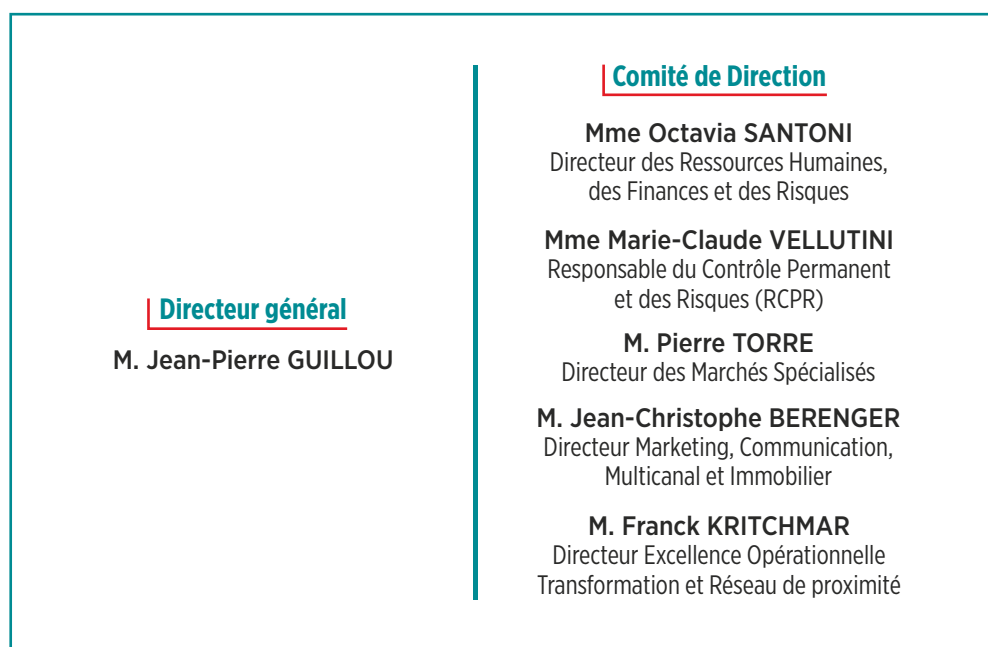 Directeur général
M. Jean-Pierre GUILLOU
Comité de Direction
Mme Octavia SANTONI
Directeur des Ressources Humaines,
des Finances et des Risques
Mme Marie-Claude VELLUTINI
Responsable du Contrôle Permanent
et des Risques (RCPR)
M. Pierre TORRE
Directeur des Marchés Spécialisés
M. Jean-Christophe BERENGER
Directeur Marketing, Communication,
Multicanal et Immobilier
M. Franck KRITCHMAR
Directeur Excellence Opérationnelle
Transformation et Réseau de proximité